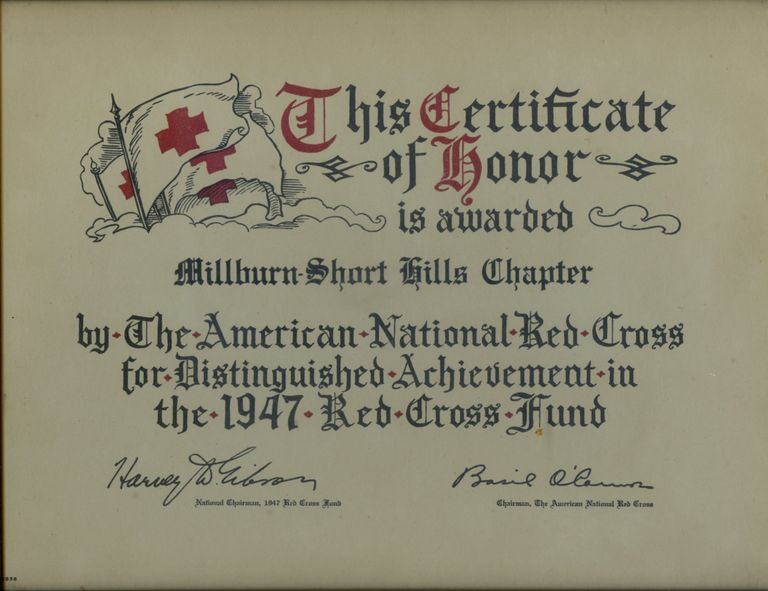 This Certificate
of Honor
is awarded
Millburn-Short Hills Chapter
by·The·American·National·Red·Cross
for·Distinguished·Achievement·in
the·1947·Red·Cross·Fund
Harvey D. Gibson
Basil O'Connor
National Chairman, 1947 Red Cross Fund
Chairman, The American National Red Cross